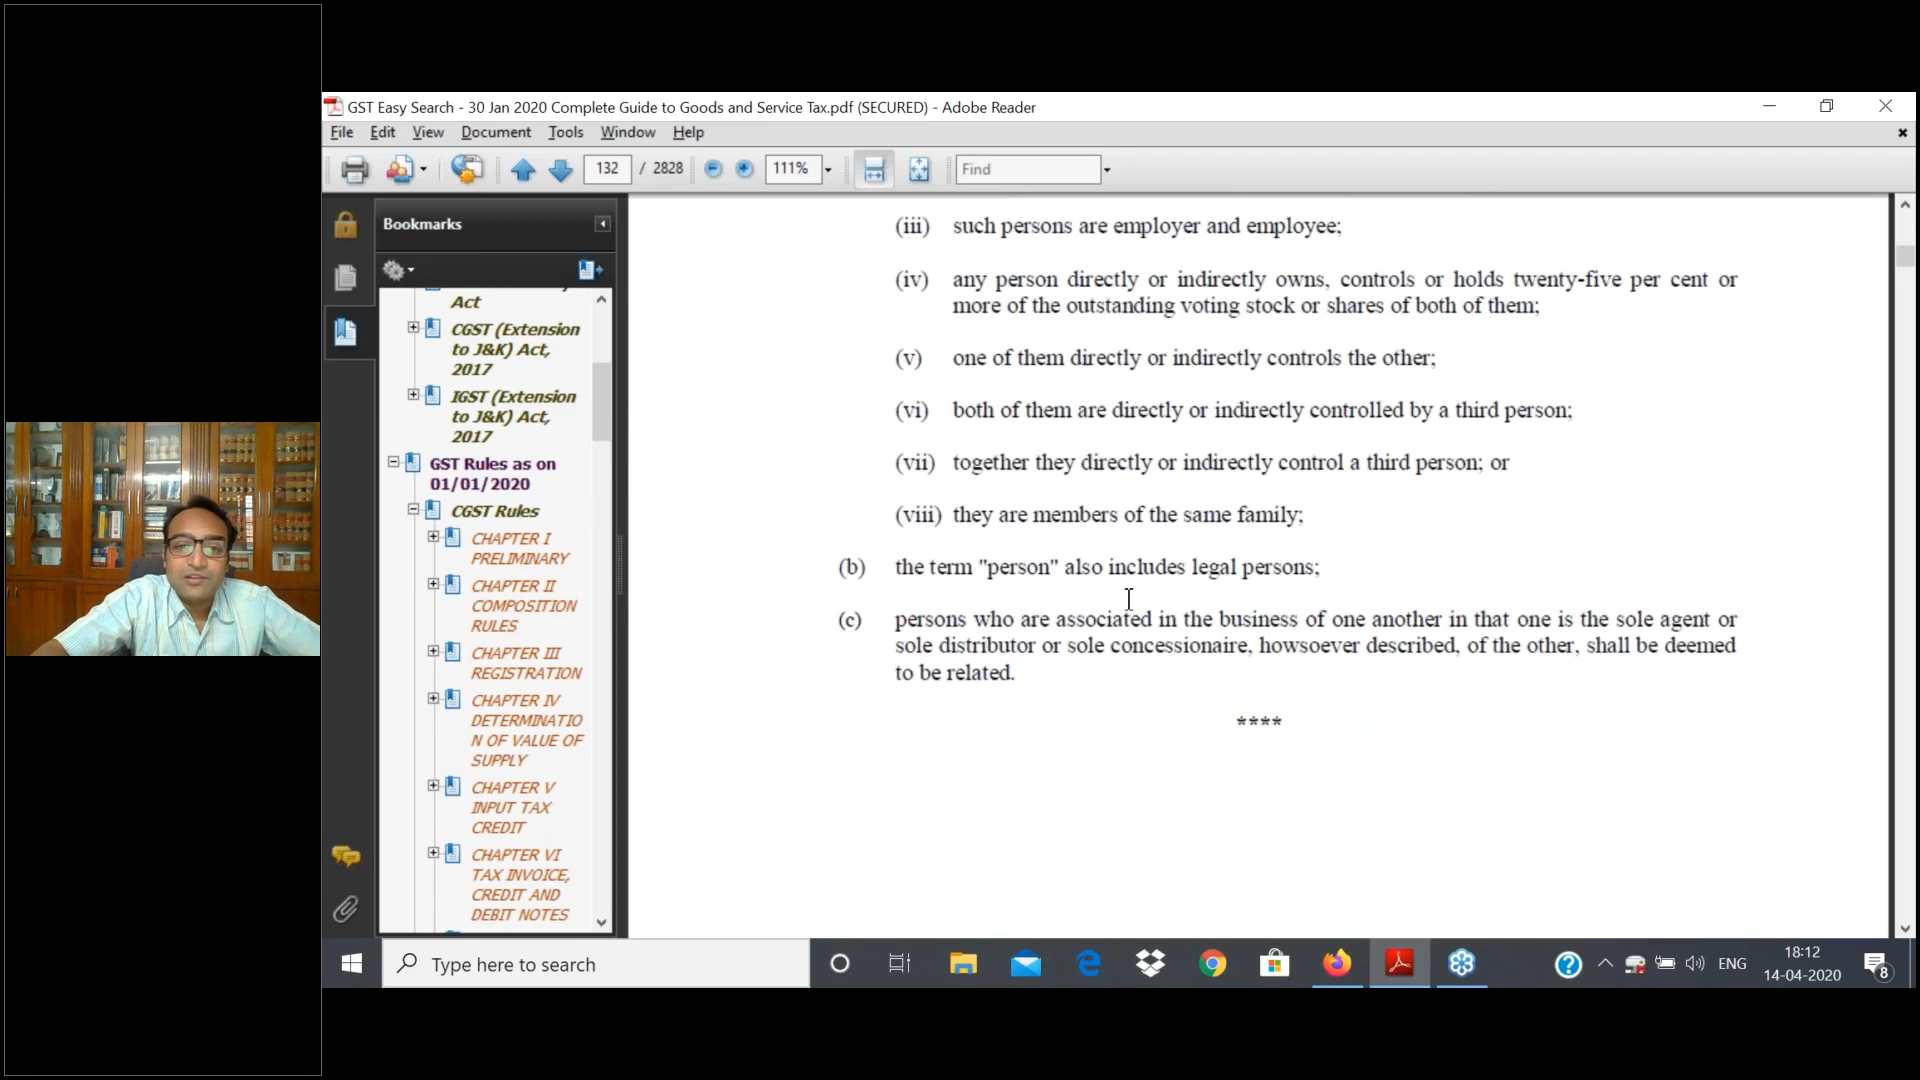 GST Easy Search - 30 Jan 2020 Complete Guide to Goods and Service Tax.pdf (SECURED) - Adobe Reader
File Edit View Document Tools Window Help
132 / 2828 111% Find
Bookmarks
Act
CGST (Extension
to J&K) Act,
2017
IGST (Extension
to J&K) Act,
2017
GST Rules as on
01/01/2020
CGST Rules
CHAPTER I
PRELIMINARY
CHAPTER II
COMPOSITION
RULES
CHAPTER III
REGISTRATION
CHAPTER IV
DETERMINATIO
N OF VALUE OF
SUPPLY
CHAPTER V
INPUT TAX
CREDIT
CHAPTER VI
TAX INVOICE,
CREDIT AND
DEBIT NOTES
(iii) such persons are employer and employee;
(iv) any person directly or indirectly owns, controls or holds twenty-five per cent or
more of the outstanding voting stock or shares of both of them;
(v) one of them directly or indirectly controls the other;
(vi) both of them are directly or indirectly controlled by a third person;
(vii) together they directly or indirectly control a third person; or
(viii) they are members of the same family;
(b) the term "person" also includes legal persons;
(c) persons who are associated in the business of one another in that one is the sole agent or
sole distributor or sole concessionaire, howsoever described, of the other, shall be deemed
to be related.
****
Type here to search
ENG
18:12
14-04-2020
8